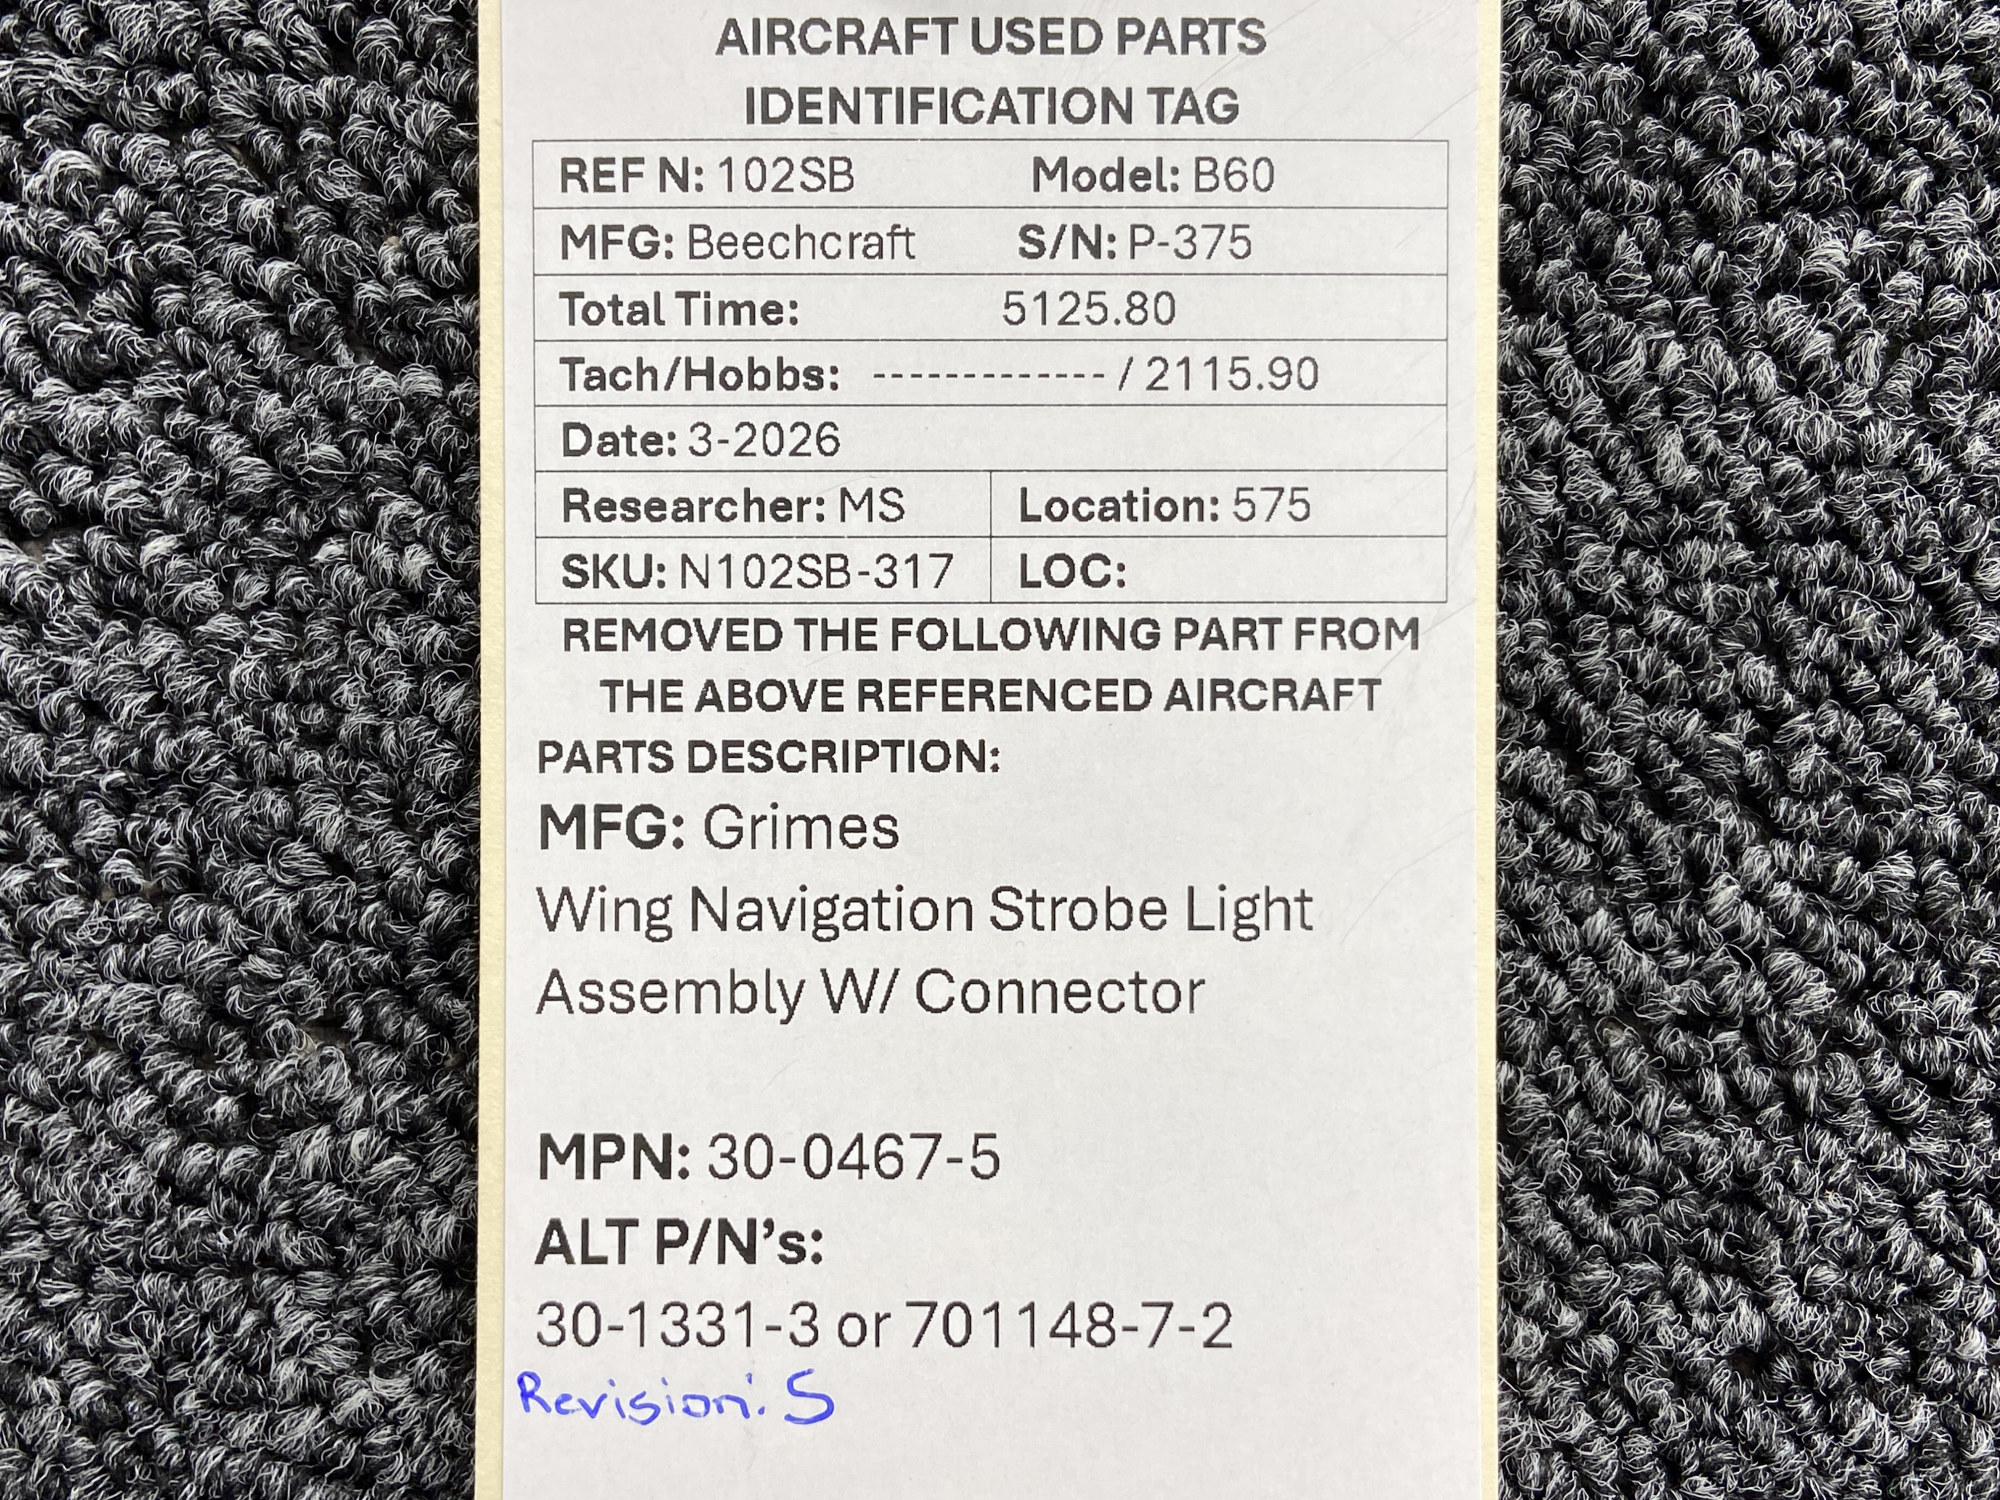 AIRCRAFT USED PARTS
IDENTIFICATION TAG
REF N: 102SB Model: B60
MFG: Beechcraft S/N: P-375
Total Time: 5125.80
Tach/Hobbs: ------------- / 2115.90
Date: 3-2026
Researcher: MS Location: 575
SKU: N102SB-317 LOC:
REMOVED THE FOLLOWING PART FROM
THE ABOVE REFERENCED AIRCRAFT
PARTS DESCRIPTION:
MFG: Grimes
Wing Navigation Strobe Light
Assembly W/ Connector
MPN: 30-0467-5
ALT P/N's:
30-1331-3 or 701148-7-2
Revision: S